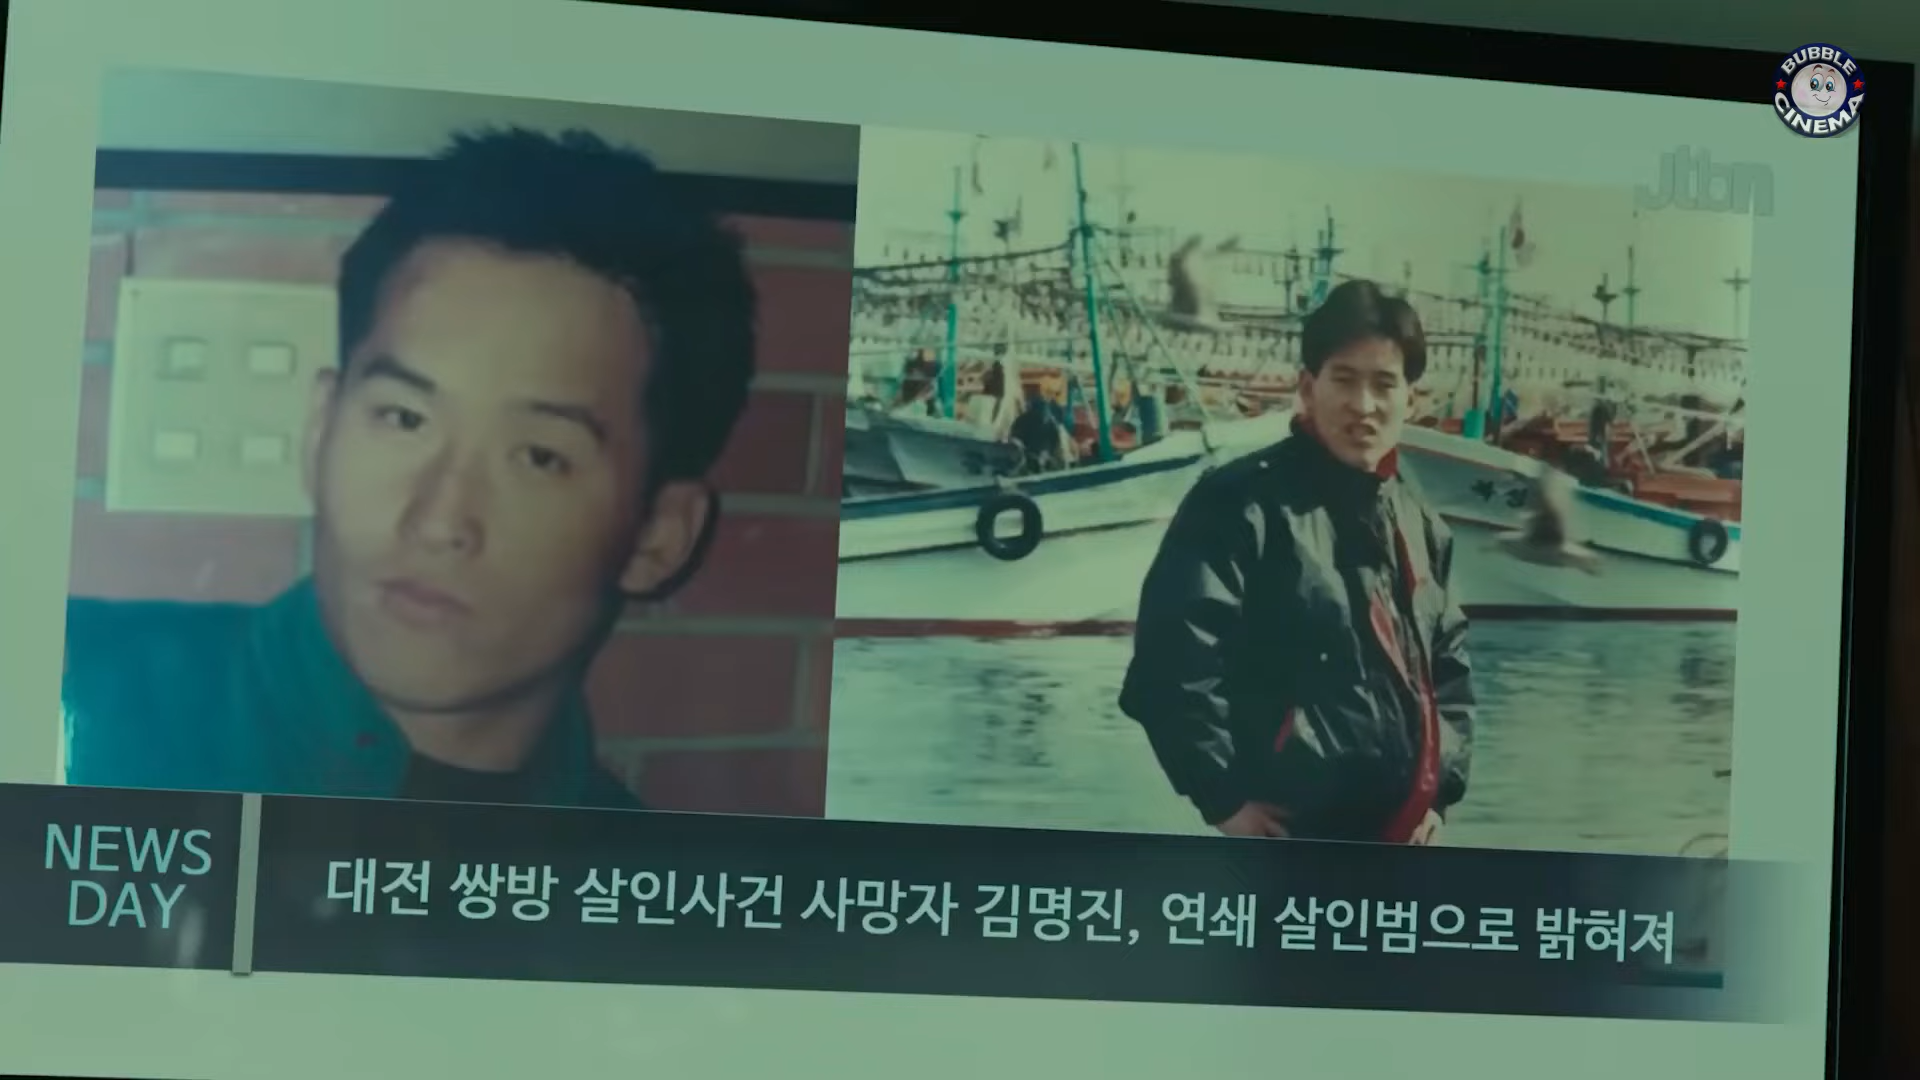 BUBBLE
CINEMA
Jtbc
NEWS
DAY
대전 쌍방 살인사건 사망자 김명진, 연쇄 살인범으로 밝혀져